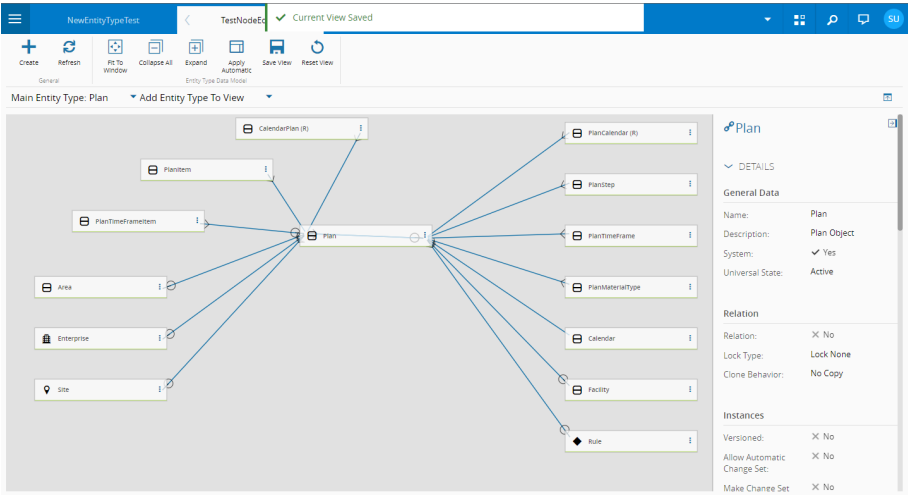 NewEntityTypeTest
TestNodeEd
Current View Saved
SU
Create
Refresh
Fit To
Window
Collapse All
Expand
Apply
Automatic
Save View
Reset View
General
Entity Type Data Model
Main Entity Type: Plan
Add Entity Type To View
CalendarPlan (R)
PlanItem
PlanTimeFrameItem
Plan
Area
Enterprise
Site
PlanCalendar (R)
PlanStep
PlanTimeFrame
PlanMaterialType
Calendar
Facility
Rule
Plan
DETAILS
General Data
Name: Plan
Description: Plan Object
System: Yes
Universal State: Active
Relation
Relation: No
Lock Type: Lock None
Clone Behavior: No Copy
Instances
Versioned: No
Allow Automatic No
Change Set:
Make Change Set No